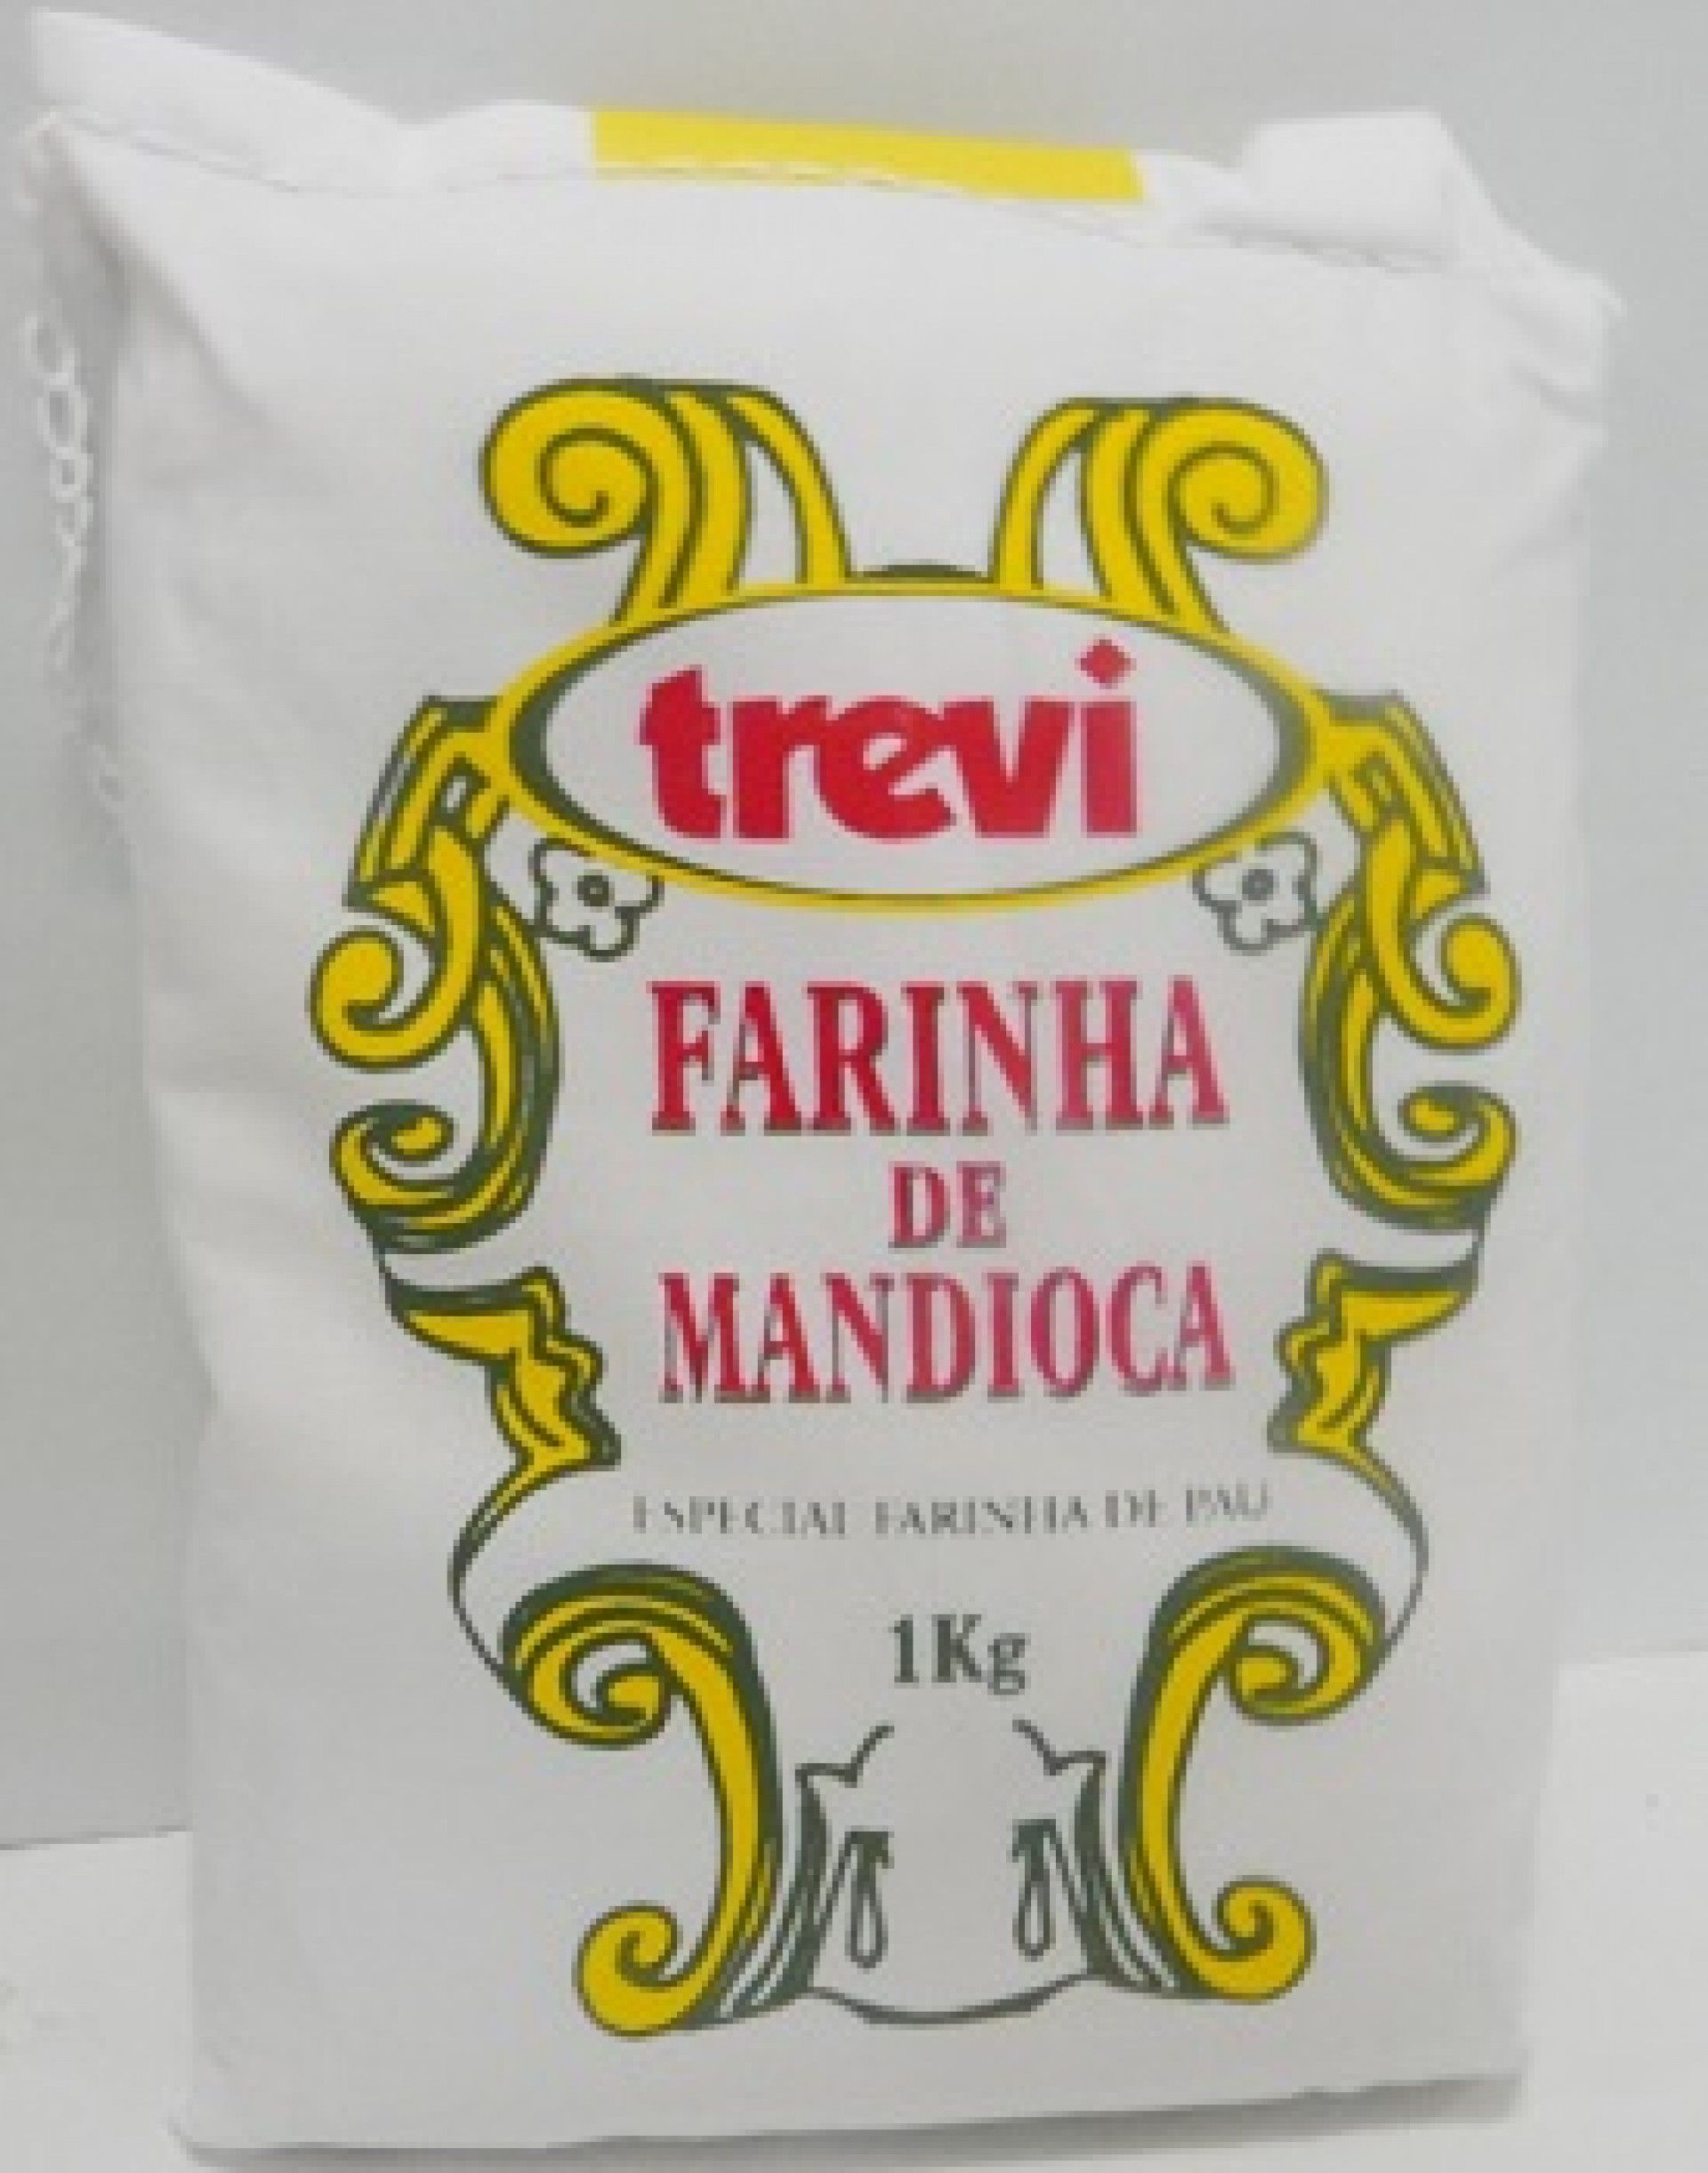 trevi
FARINHA
DE
MANDIOCA
ESPECIAL FARINHA DE PAU
1Kg